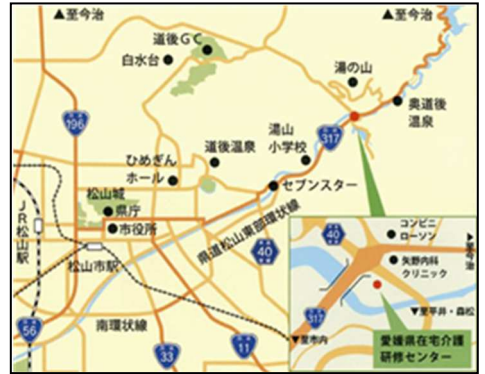 ▲至今治
▲至今治
道後GC
白水台
湯の山
奥道後
温泉
196
317
湯山
小学校
道後温泉
ひめぎん
ホール
セブンスター
松山城
県庁
市役所
JR松山駅
松山市駅
県道松山東部環状線
40
南環状線
56
33
11
40
コンビニ
ローソン
▲至今治
矢野内科
クリニック
317
▼至市内
▼至平井・森松
愛媛県在宅介護
研修センター